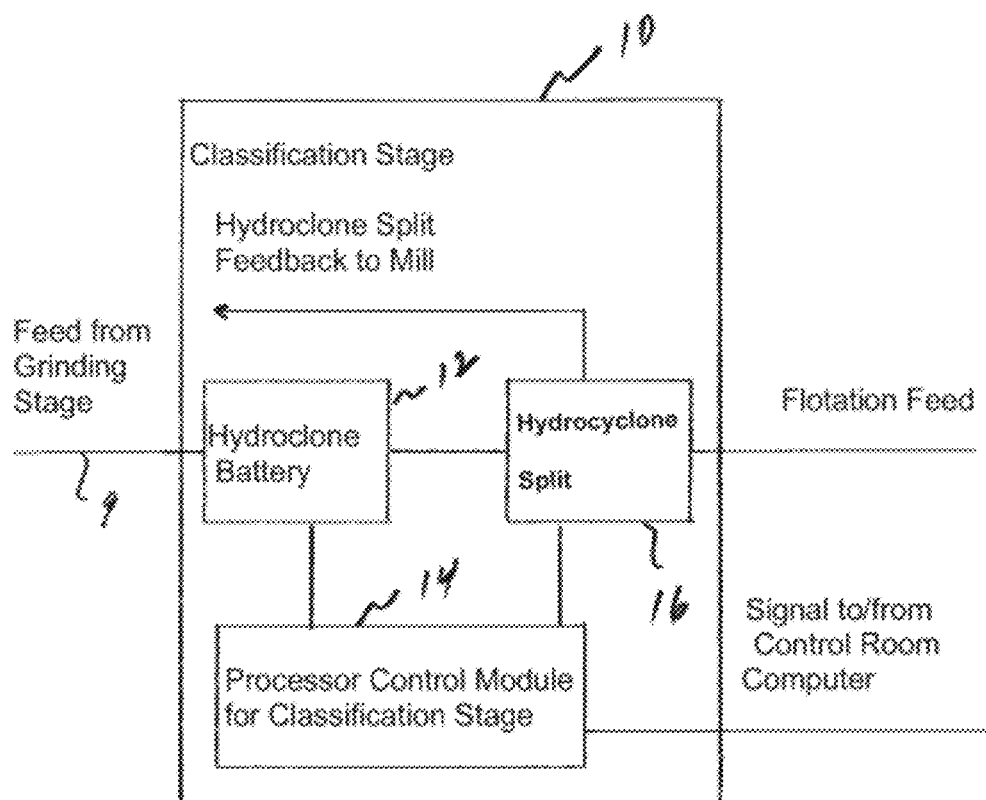 10
Classification Stage
Hydroclone Split
Feedback to Mill
Feed from
Grinding
Stage
12
Hydroclone
Battery
Hydrocyclone
Split
Flotation Feed
9
14
16
Processor Control Module
for Classification Stage
Signal to/from
Control Room
Computer